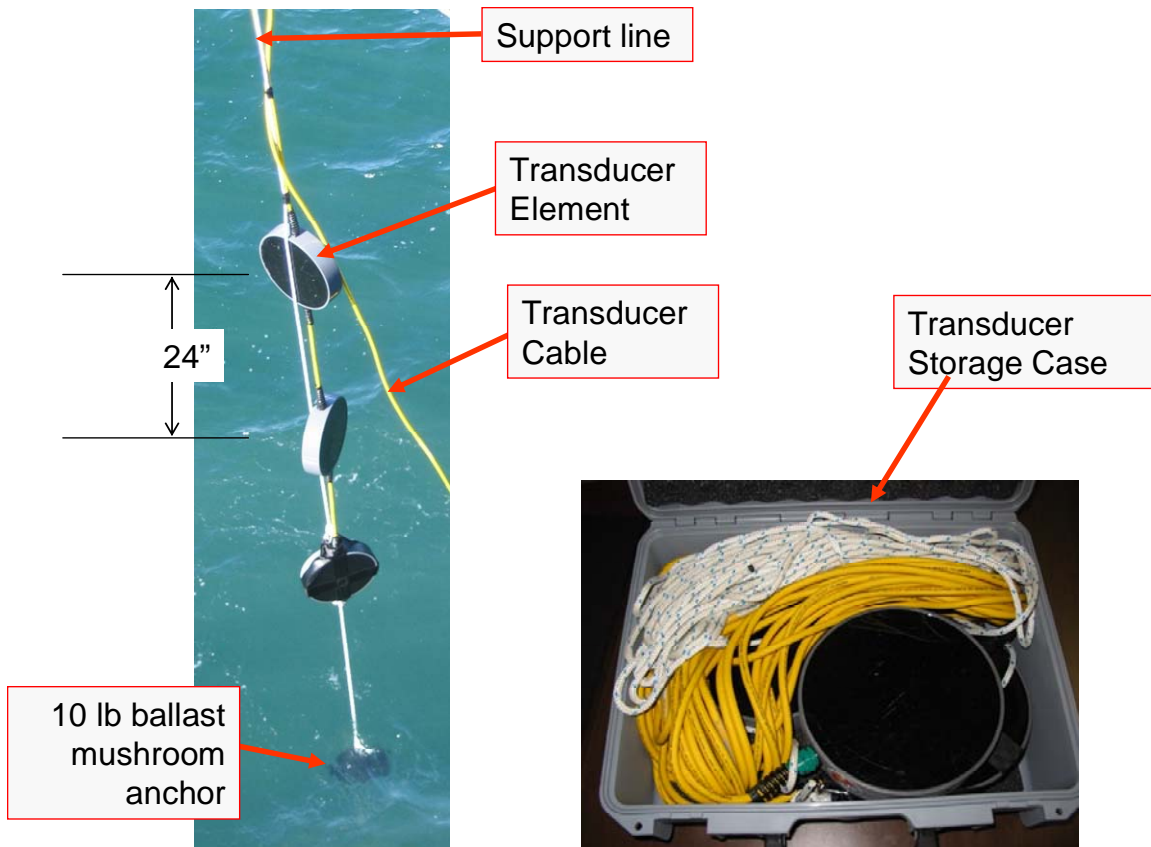 Support line
Transducer
Element
Transducer
Cable
Transducer
Storage Case
24”
10 lb ballast
mushroom
anchor